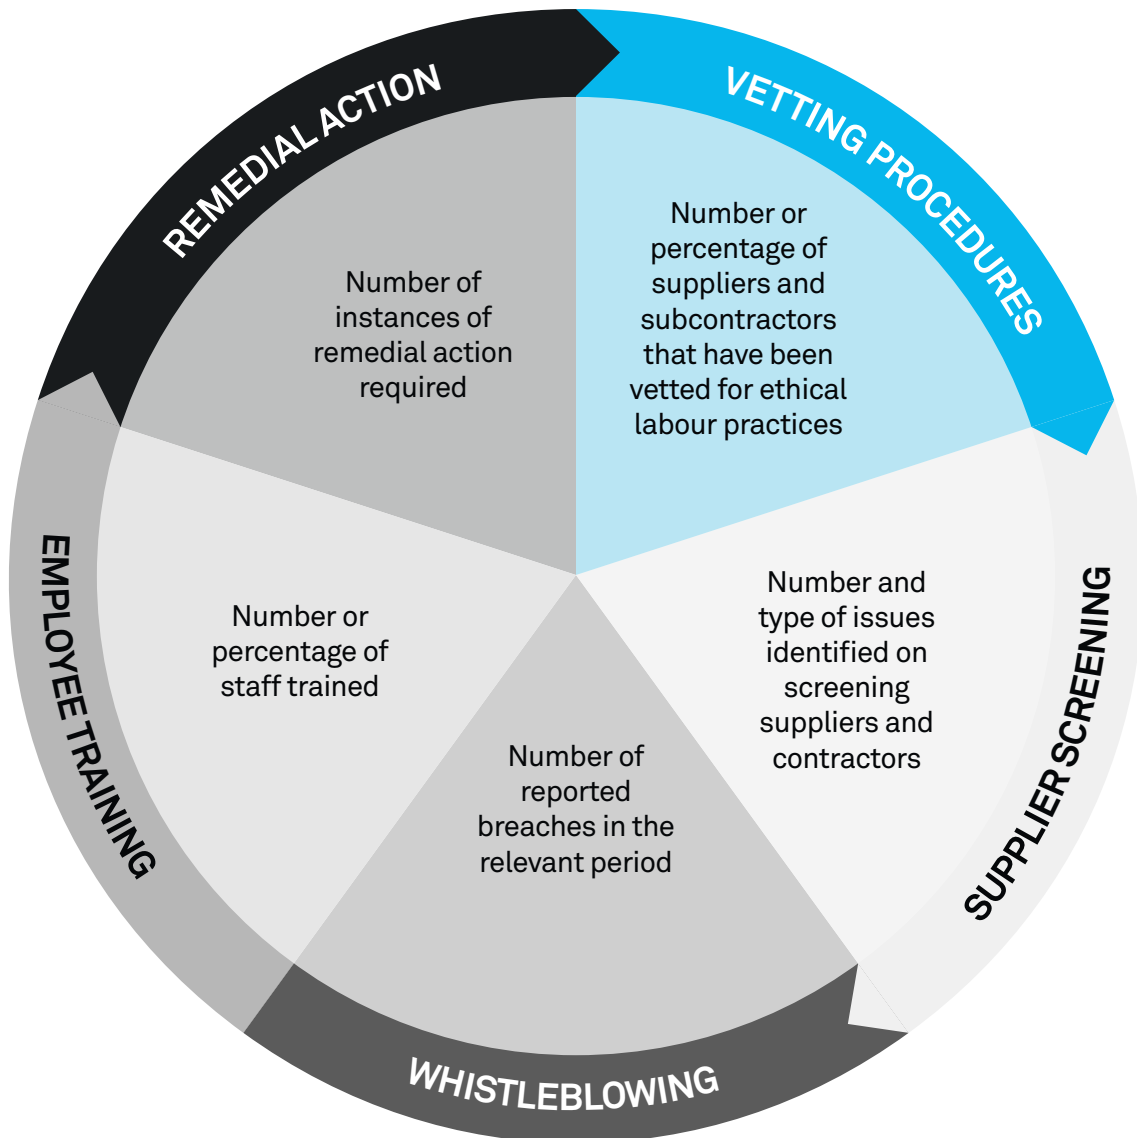 VETTING PROCEDURES
Number or
percentage of
suppliers and
subcontractors
that have been
vetted for ethical
labour practices
SUPPLIER SCREENING
Number and
type of issues
identified on
screening
suppliers and
contractors
WHISTLEBLOWING
Number of
reported
breaches in the
relevant period
EMPLOYEE TRAINING
Number or
percentage of
staff trained
REMEDIAL ACTION
Number of
instances of
remedial action
required